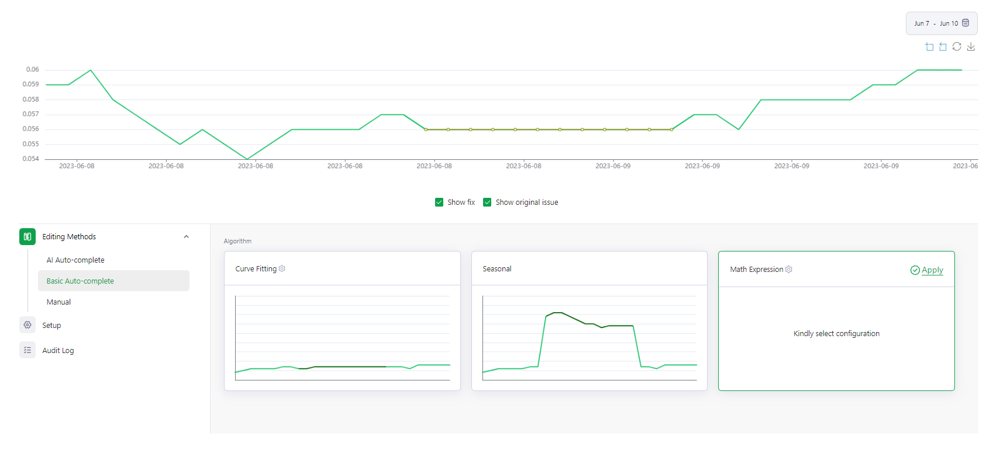 Jun 7 - Jun 10
0.06
0.059
0.058
0.057
0.056
0.055
0.054
2023-06-08 2023-06-08 2023-06-08 2023-06-08 2023-06-08 2023-06-08 2023-06-09 2023-06-09 2023-06-09 2023-06-09 2023-06
Show fix Show original issue
Editing Methods
AI Auto-complete
Basic Auto-complete
Manual
Setup
Audit Log
Algorithm
Curve Fitting
Seasonal
Math Expression Apply
Kindly select configuration